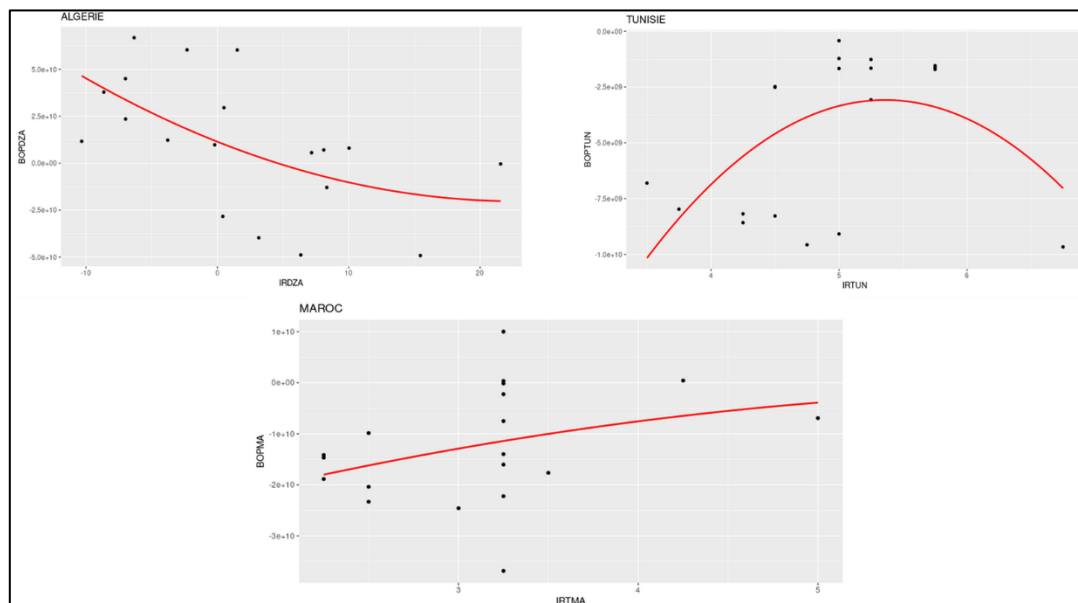 ALGERIE
5.0e+10
2.5e+10
0.0e+00
-2.5e+10
-5.0e+10
BOPDZA
-10
0
10
20
IRDZA
TUNISIE
0.0e+00
-2.5e+09
-5.0e+09
-7.5e+09
-1.0e+10
BOPTUN
4
5
6
IRTUN
MAROC
1e+10
0e+00
-1e+10
-2e+10
-3e+10
BOPMA
3
4
5
IRTMA